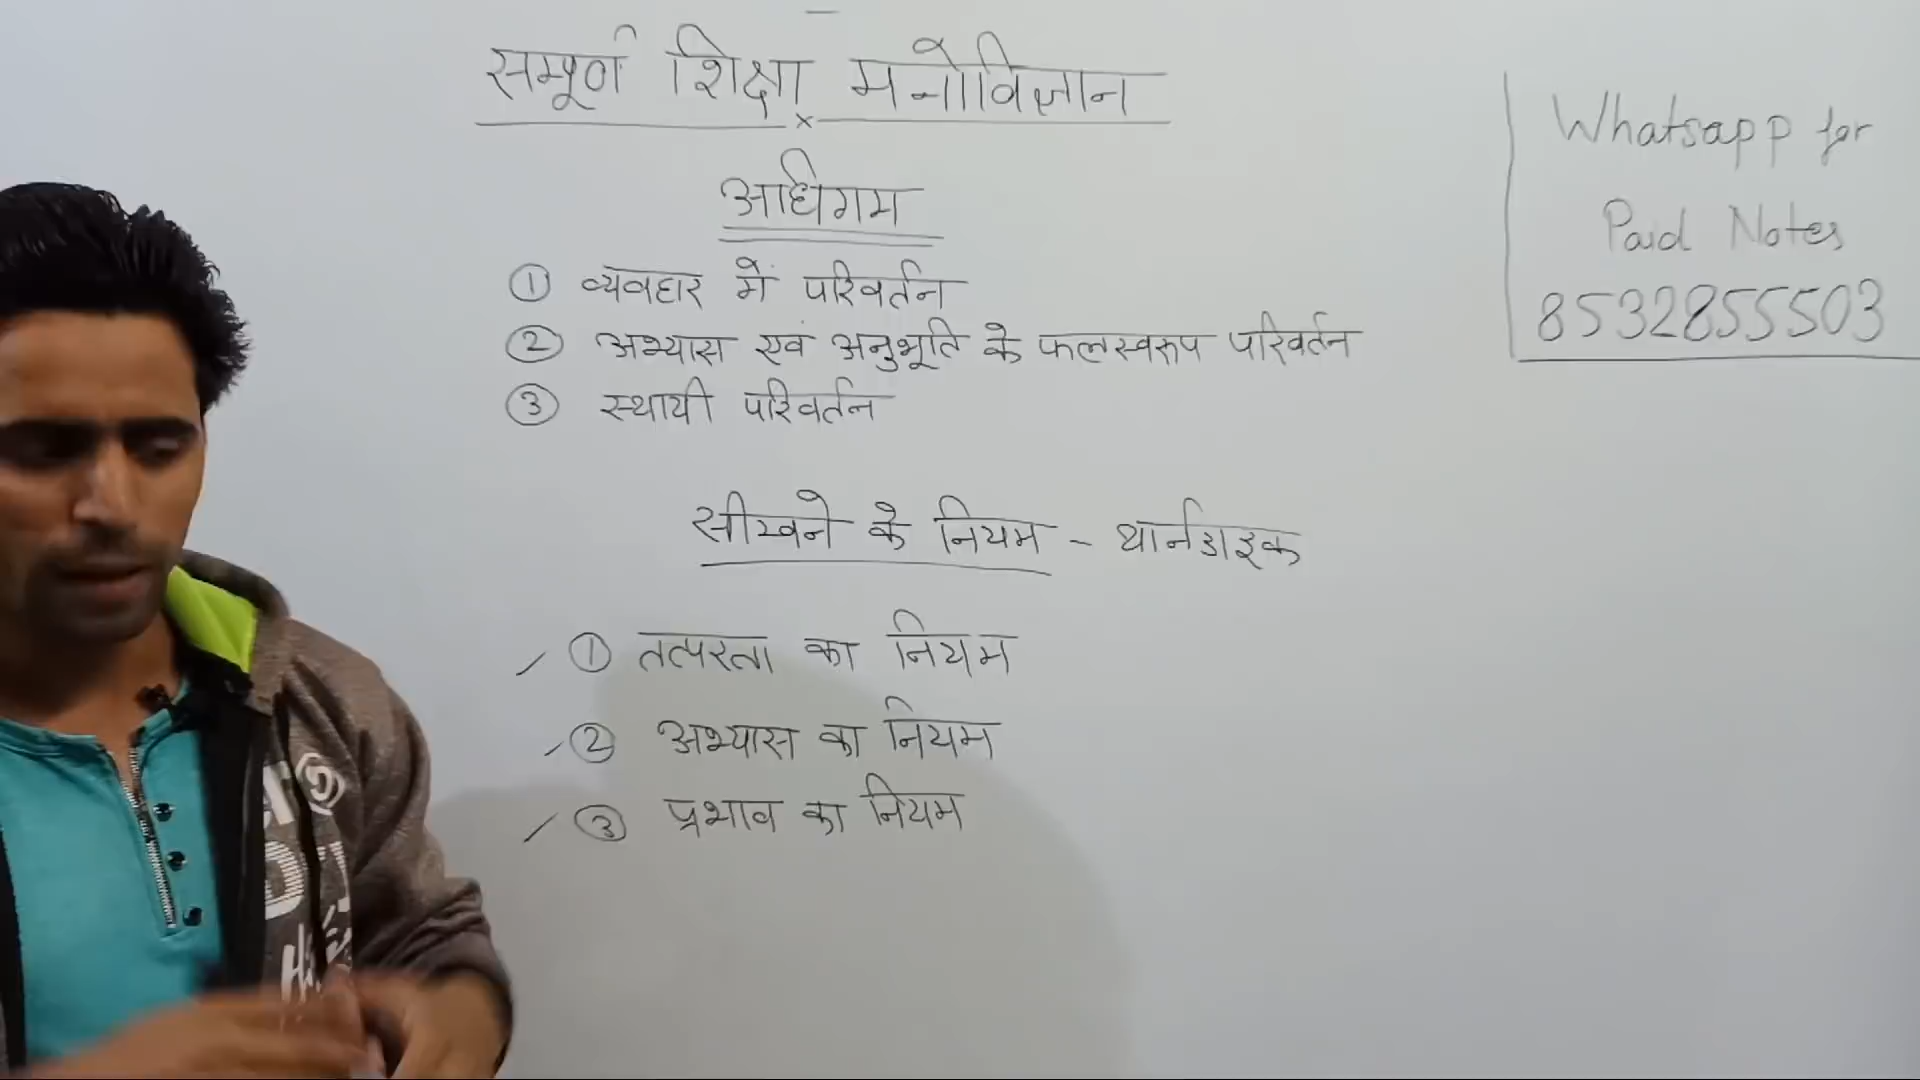 सम्पूर्ण शिक्षा मनोविज्ञान
अधिगम
① व्यवहार में परिवर्तन
② अभ्यास एवं अनुभूति के फलस्वरूप परिवर्तन
③ स्थायी परिवर्तन
सीखने के नियम - थार्नडाइक
① तत्परता का नियम
② अभ्यास का नियम
③ प्रभाव का नियम
Whatsapp for
Paid Notes
8532855503